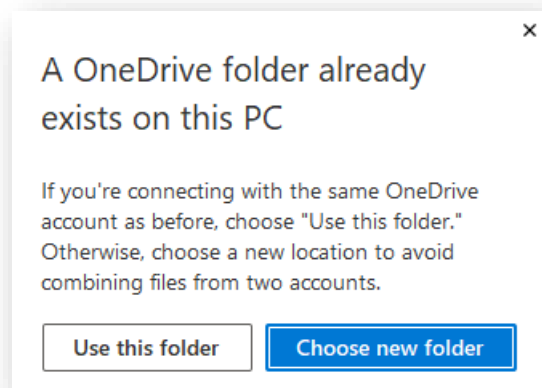 A OneDrive folder already
exists on this PC
If you're connecting with the same OneDrive
account as before, choose "Use this folder."
Otherwise, choose a new location to avoid
combining files from two accounts.
Use this folder
Choose new folder